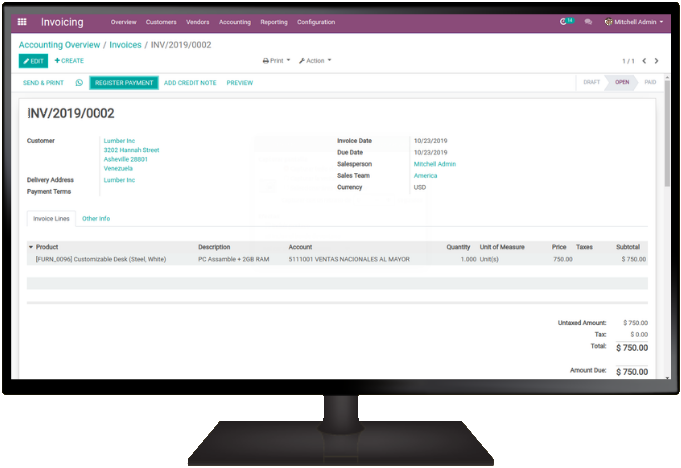 Invoicing Overview Customers Vendors Accounting Reporting Configuration 14 Mitchell Admin
Accounting Overview / Invoices / INV/2019/0002
EDIT + CREATE Print Action 1 / 1
SEND & PRINT REGISTER PAYMENT ADD CREDIT NOTE PREVIEW DRAFT OPEN PAID
INV/2019/0002
Customer Lumber Inc Invoice Date 10/23/2019
3202 Hannah Street Due Date 10/23/2019
Asheville 28801 Salesperson Mitchell Admin
Venezuela Sales Team America
Delivery Address Lumber Inc Currency USD
Payment Terms
Invoice Lines Other Info
Product Description Account Quantity Unit of Measure Price Taxes Subtotal
[FURN_0096] Customizable Desk (Steel, White) PC Assamble + 2GB RAM 5111001 VENTAS NACIONALES AL MAYOR 1.000 Unit(s) 750.00 $ 750.00
Untaxed Amount: $ 750.00
Tax: $ 0.00
Total: $ 750.00
Amount Due: $ 750.00